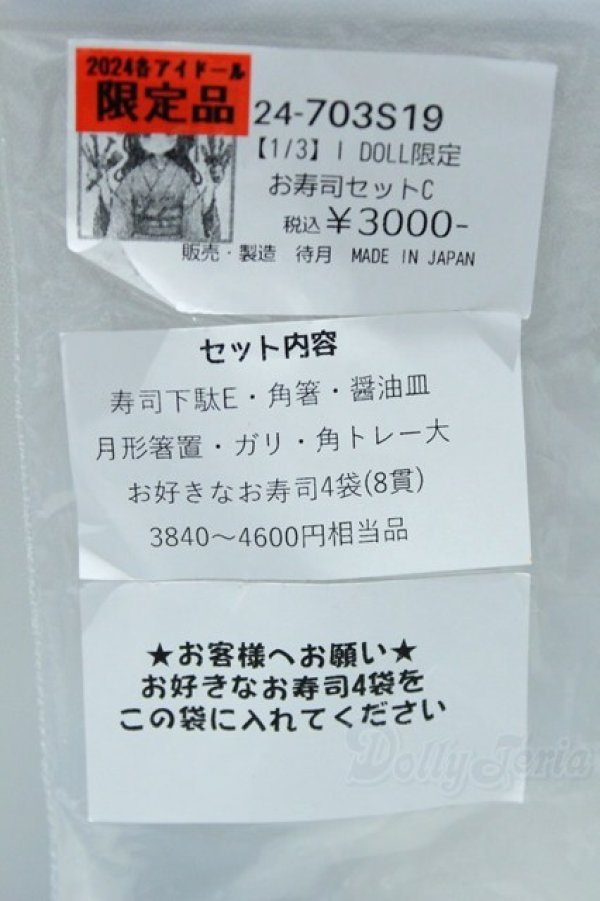 2024各アイドール
限定品
24-703S19
【1/3】I DOLL限定
お寿司セットC
税込¥3000-
販売・製造 待月 MADE IN JAPAN
セット内容
寿司下駄E・角箸・醤油皿
月形箸置・ガリ・角トレー大
お好きなお寿司4袋(8貫)
3840〜4600円相当品
★お客様へお願い★
お好きなお寿司4袋を
この袋に入れてください
Dolly Teria